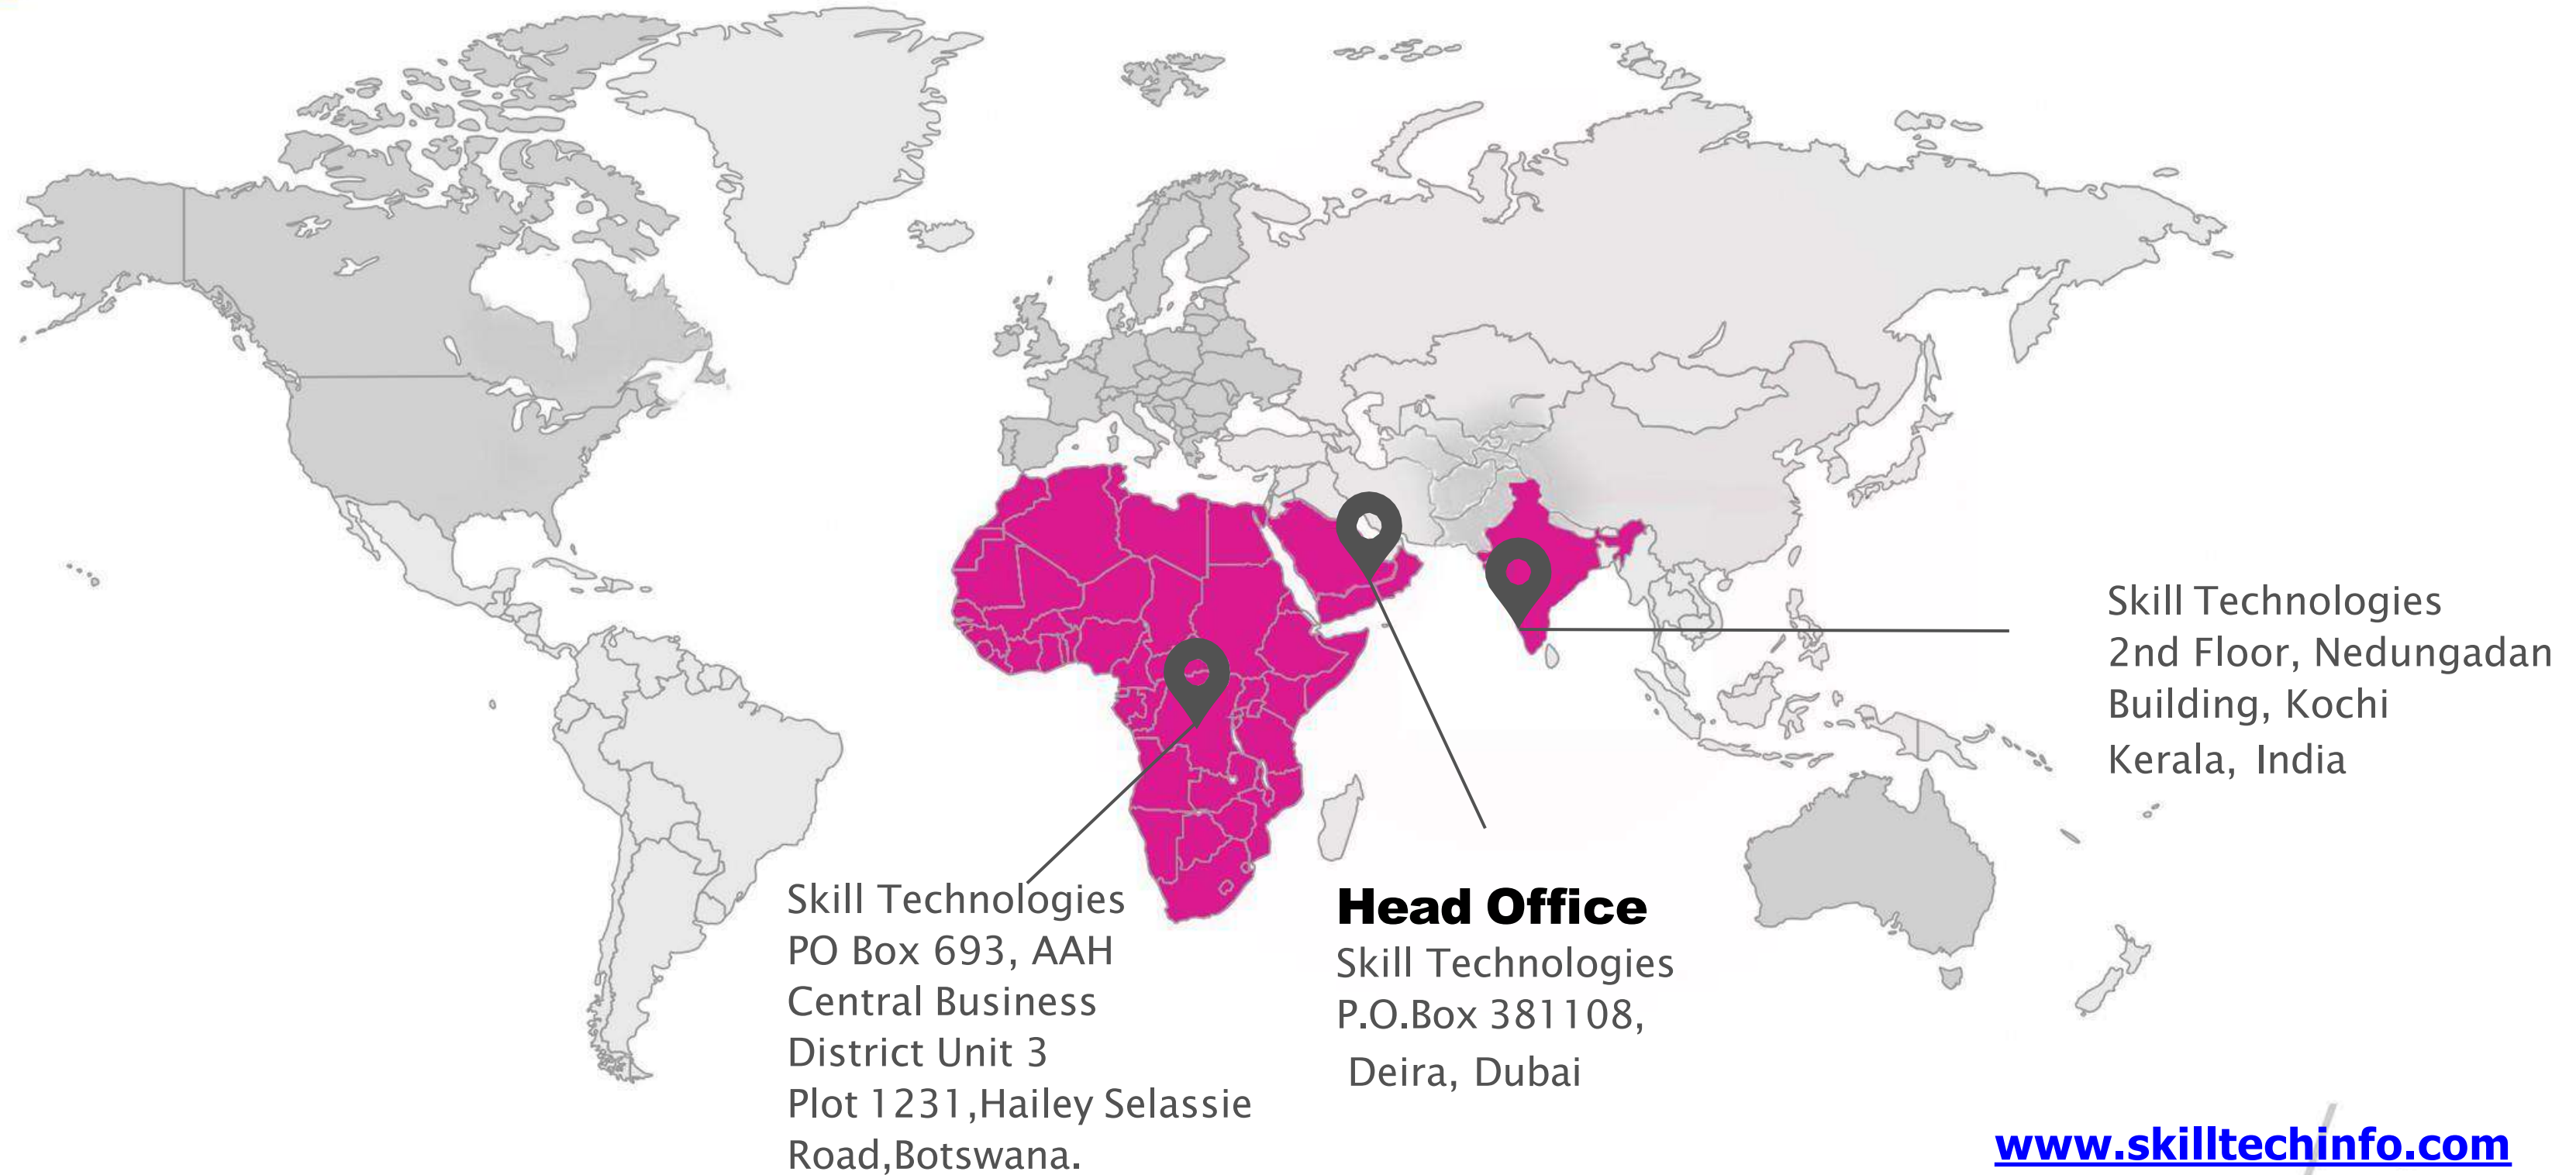 Skill Technologies
2nd Floor, Nedungadan
Building, Kochi
Kerala, India
Skill Technologies
PO Box 693, AAH
Central Business
District Unit 3
Plot 1231,Hailey Selassie
Road,Botswana.
Head Office
Skill Technologies
P.O.Box 381108,
Deira, Dubai
www.skilltechinfo.com